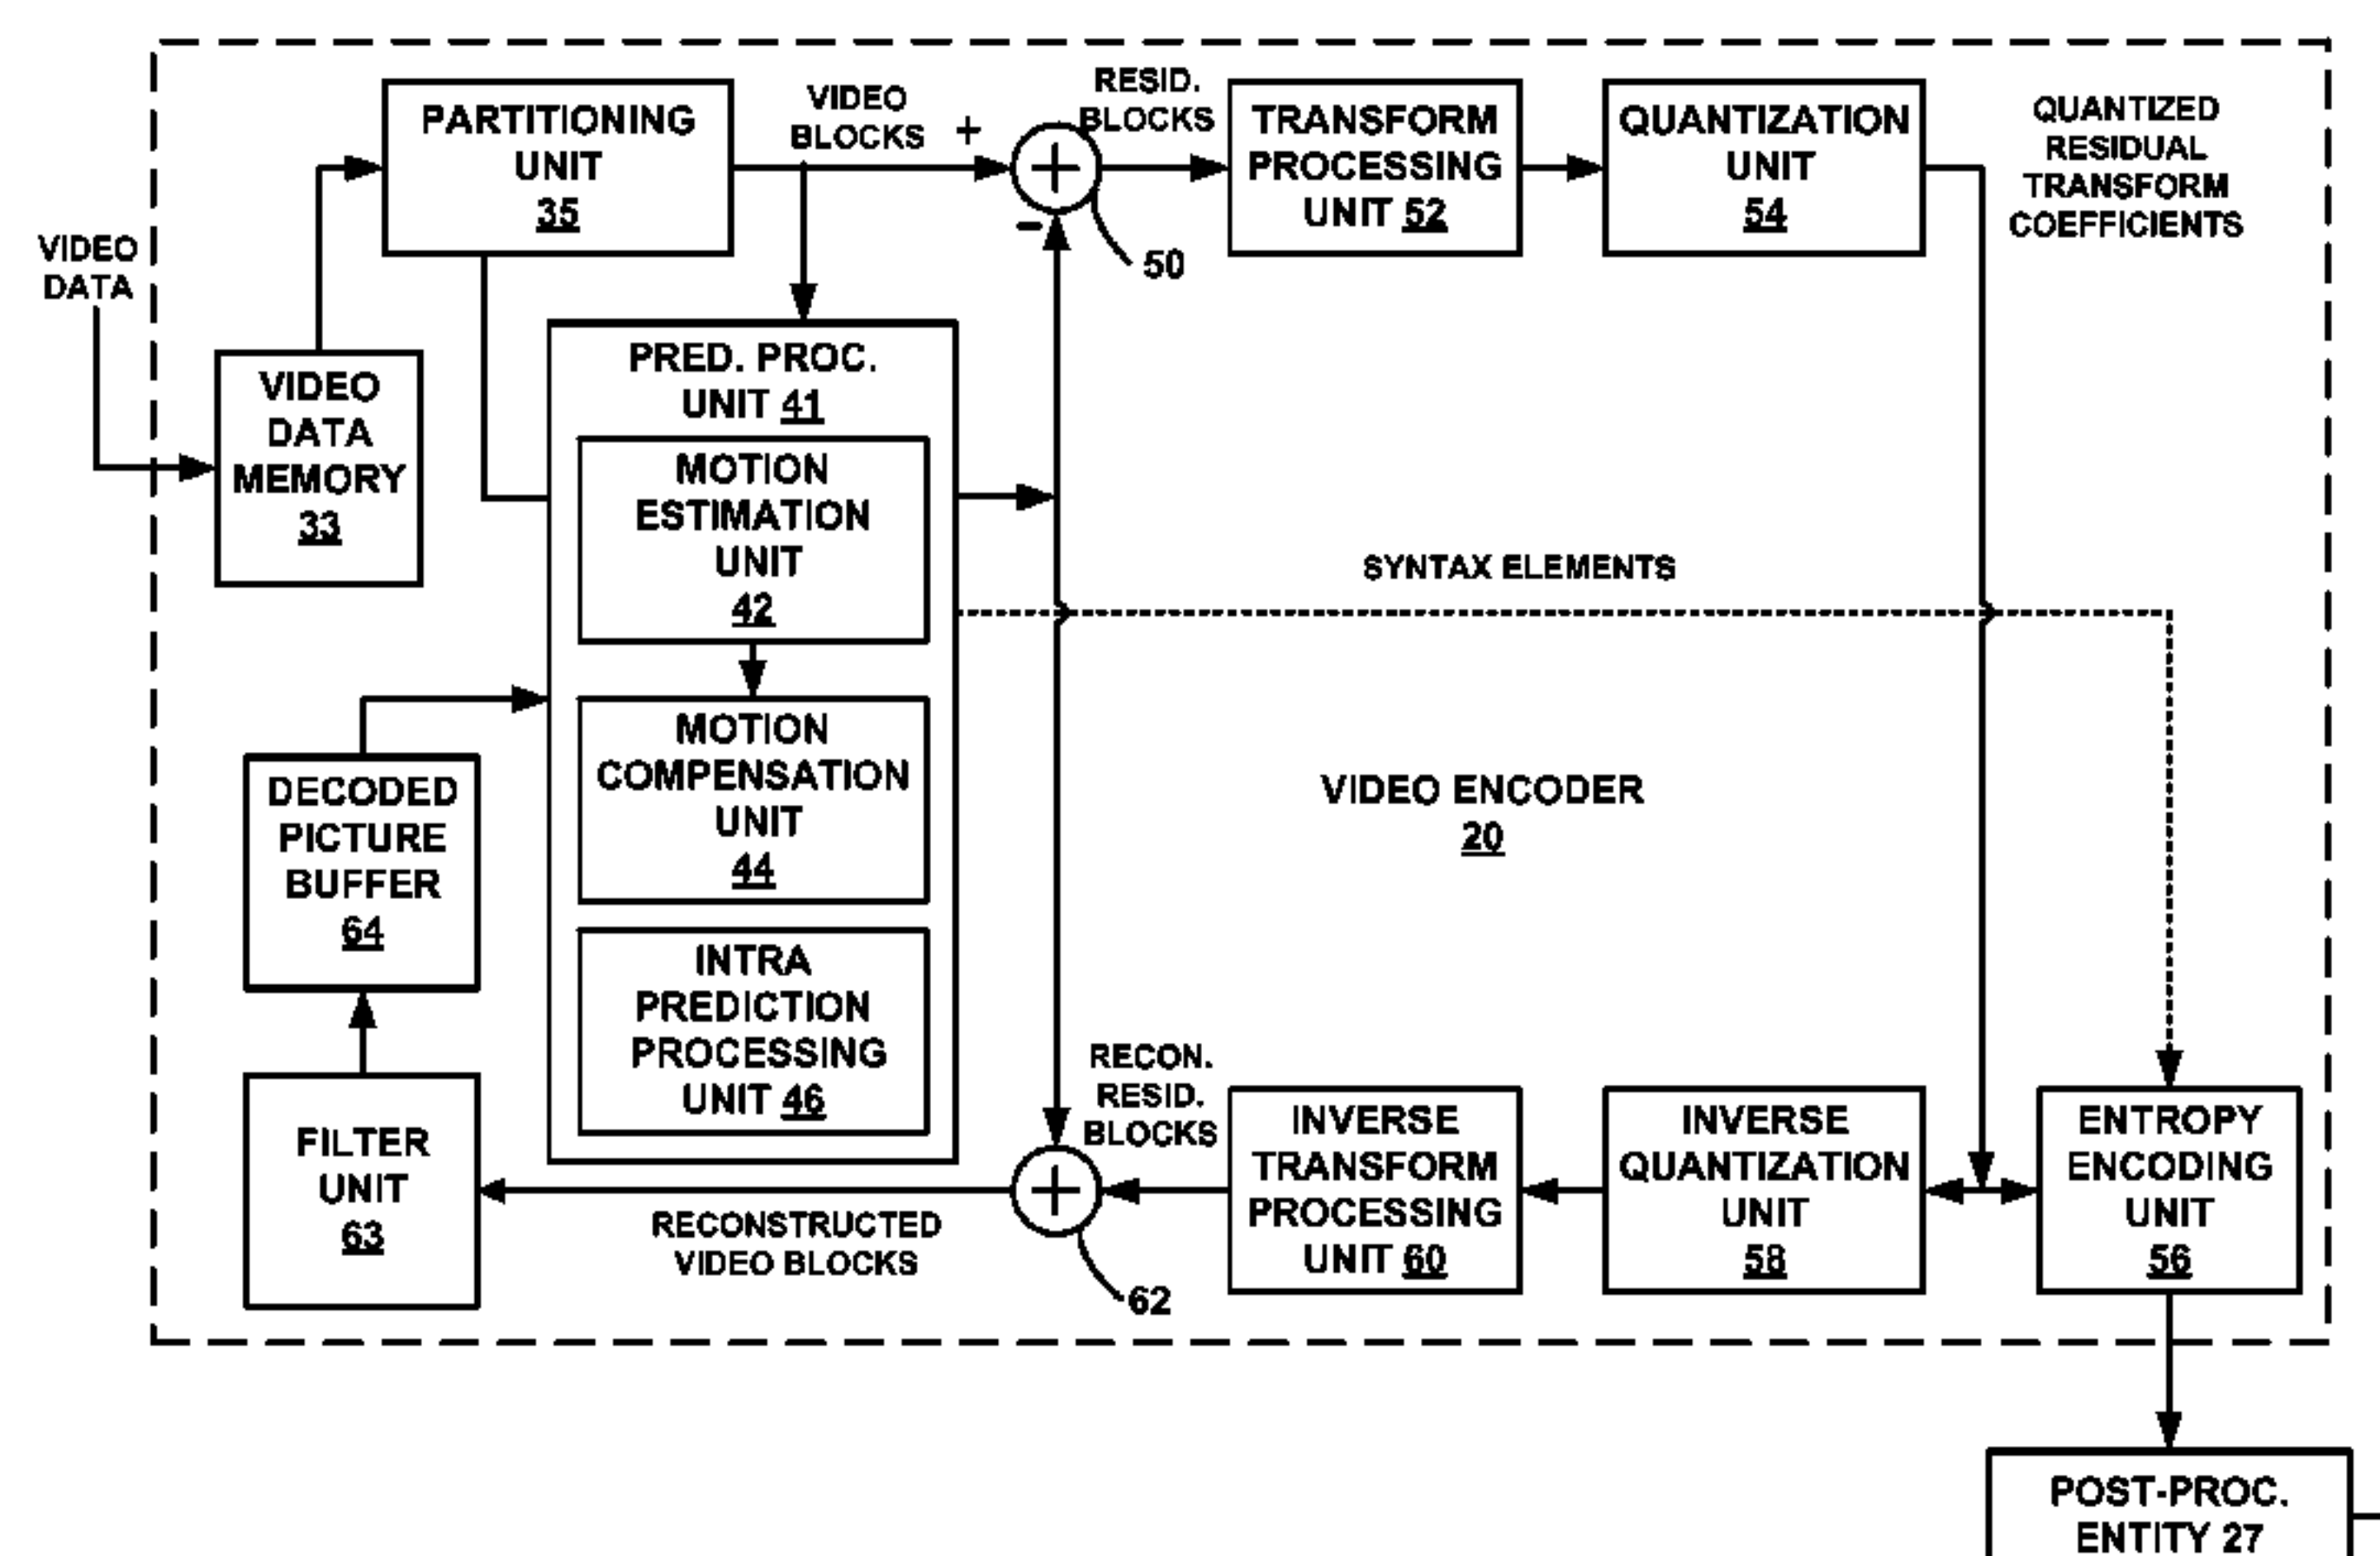 PARTITIONING
UNIT
35
VIDEO
BLOCKS
+
RESID.
BLOCKS
+
-
50
TRANSFORM
PROCESSING
UNIT 52
QUANTIZATION
UNIT
54
QUANTIZED
RESIDUAL
TRANSFORM
COEFFICIENTS
VIDEO
DATA
VIDEO
DATA
MEMORY
33
PRED. PROC.
UNIT 41
MOTION
ESTIMATION
UNIT
42
MOTION
COMPENSATION
UNIT
44
INTRA
PREDICTION
PROCESSING
UNIT 46
SYNTAX ELEMENTS
VIDEO ENCODER
20
DECODED
PICTURE
BUFFER
64
FILTER
UNIT
63
RECONSTRUCTED
VIDEO BLOCKS
+
62
RECON.
RESID.
BLOCKS
INVERSE
TRANSFORM
PROCESSING
UNIT 60
INVERSE
QUANTIZATION
UNIT
58
ENTROPY
ENCODING
UNIT
56
POST-PROC.
ENTITY 27